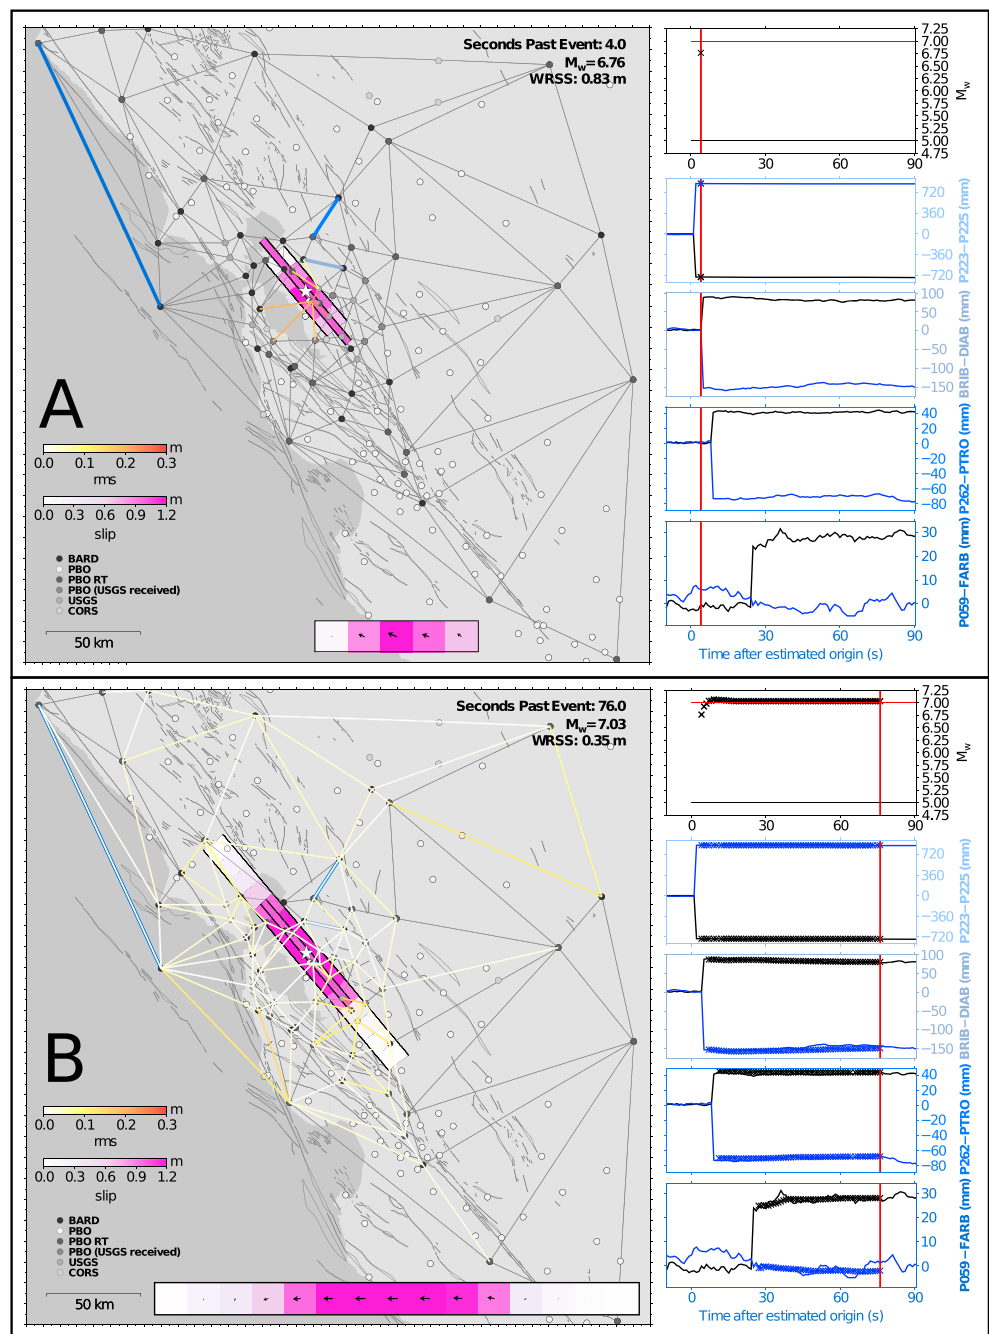 Seconds Past Event: 4.0
Mw=6.76
WRSS: 0.83 m
A
m
0.0 0.1 0.2 0.3
rms
m
0.0 0.3 0.6 0.9 1.2
slip
BARD
PBO
PBO RT
PBO (USGS received)
USGS
CORS
50 km
7.25
7.00
6.75
6.50
6.25
6.00
5.75
5.50
5.25
5.00
4.75
Mw
0 30 60 90
720
360
0
−360
−720
P223−P225 (mm)
100
50
0
−50
−100
−150
BRIB−DIAB (mm)
40
20
0
−20
−40
−60
−80
P262−PTRO (mm)
30
20
10
0
P059−FARB (mm)
0 30 60 90
Time after estimated origin (s)
Seconds Past Event: 76.0
Mw=7.03
WRSS: 0.35 m
B
m
0.0 0.1 0.2 0.3
rms
m
0.0 0.3 0.6 0.9 1.2
slip
BARD
PBO
PBO RT
PBO (USGS received)
USGS
CORS
50 km
7.25
7.00
6.75
6.50
6.25
6.00
5.75
5.50
5.25
5.00
4.75
Mw
0 30 60 90
720
360
0
−360
−720
P223−P225 (mm)
100
50
0
−50
−100
−150
BRIB−DIAB (mm)
40
20
0
−20
−40
−60
−80
P262−PTRO (mm)
30
20
10
0
P059−FARB (mm)
0 30 60 90
Time after estimated origin (s)